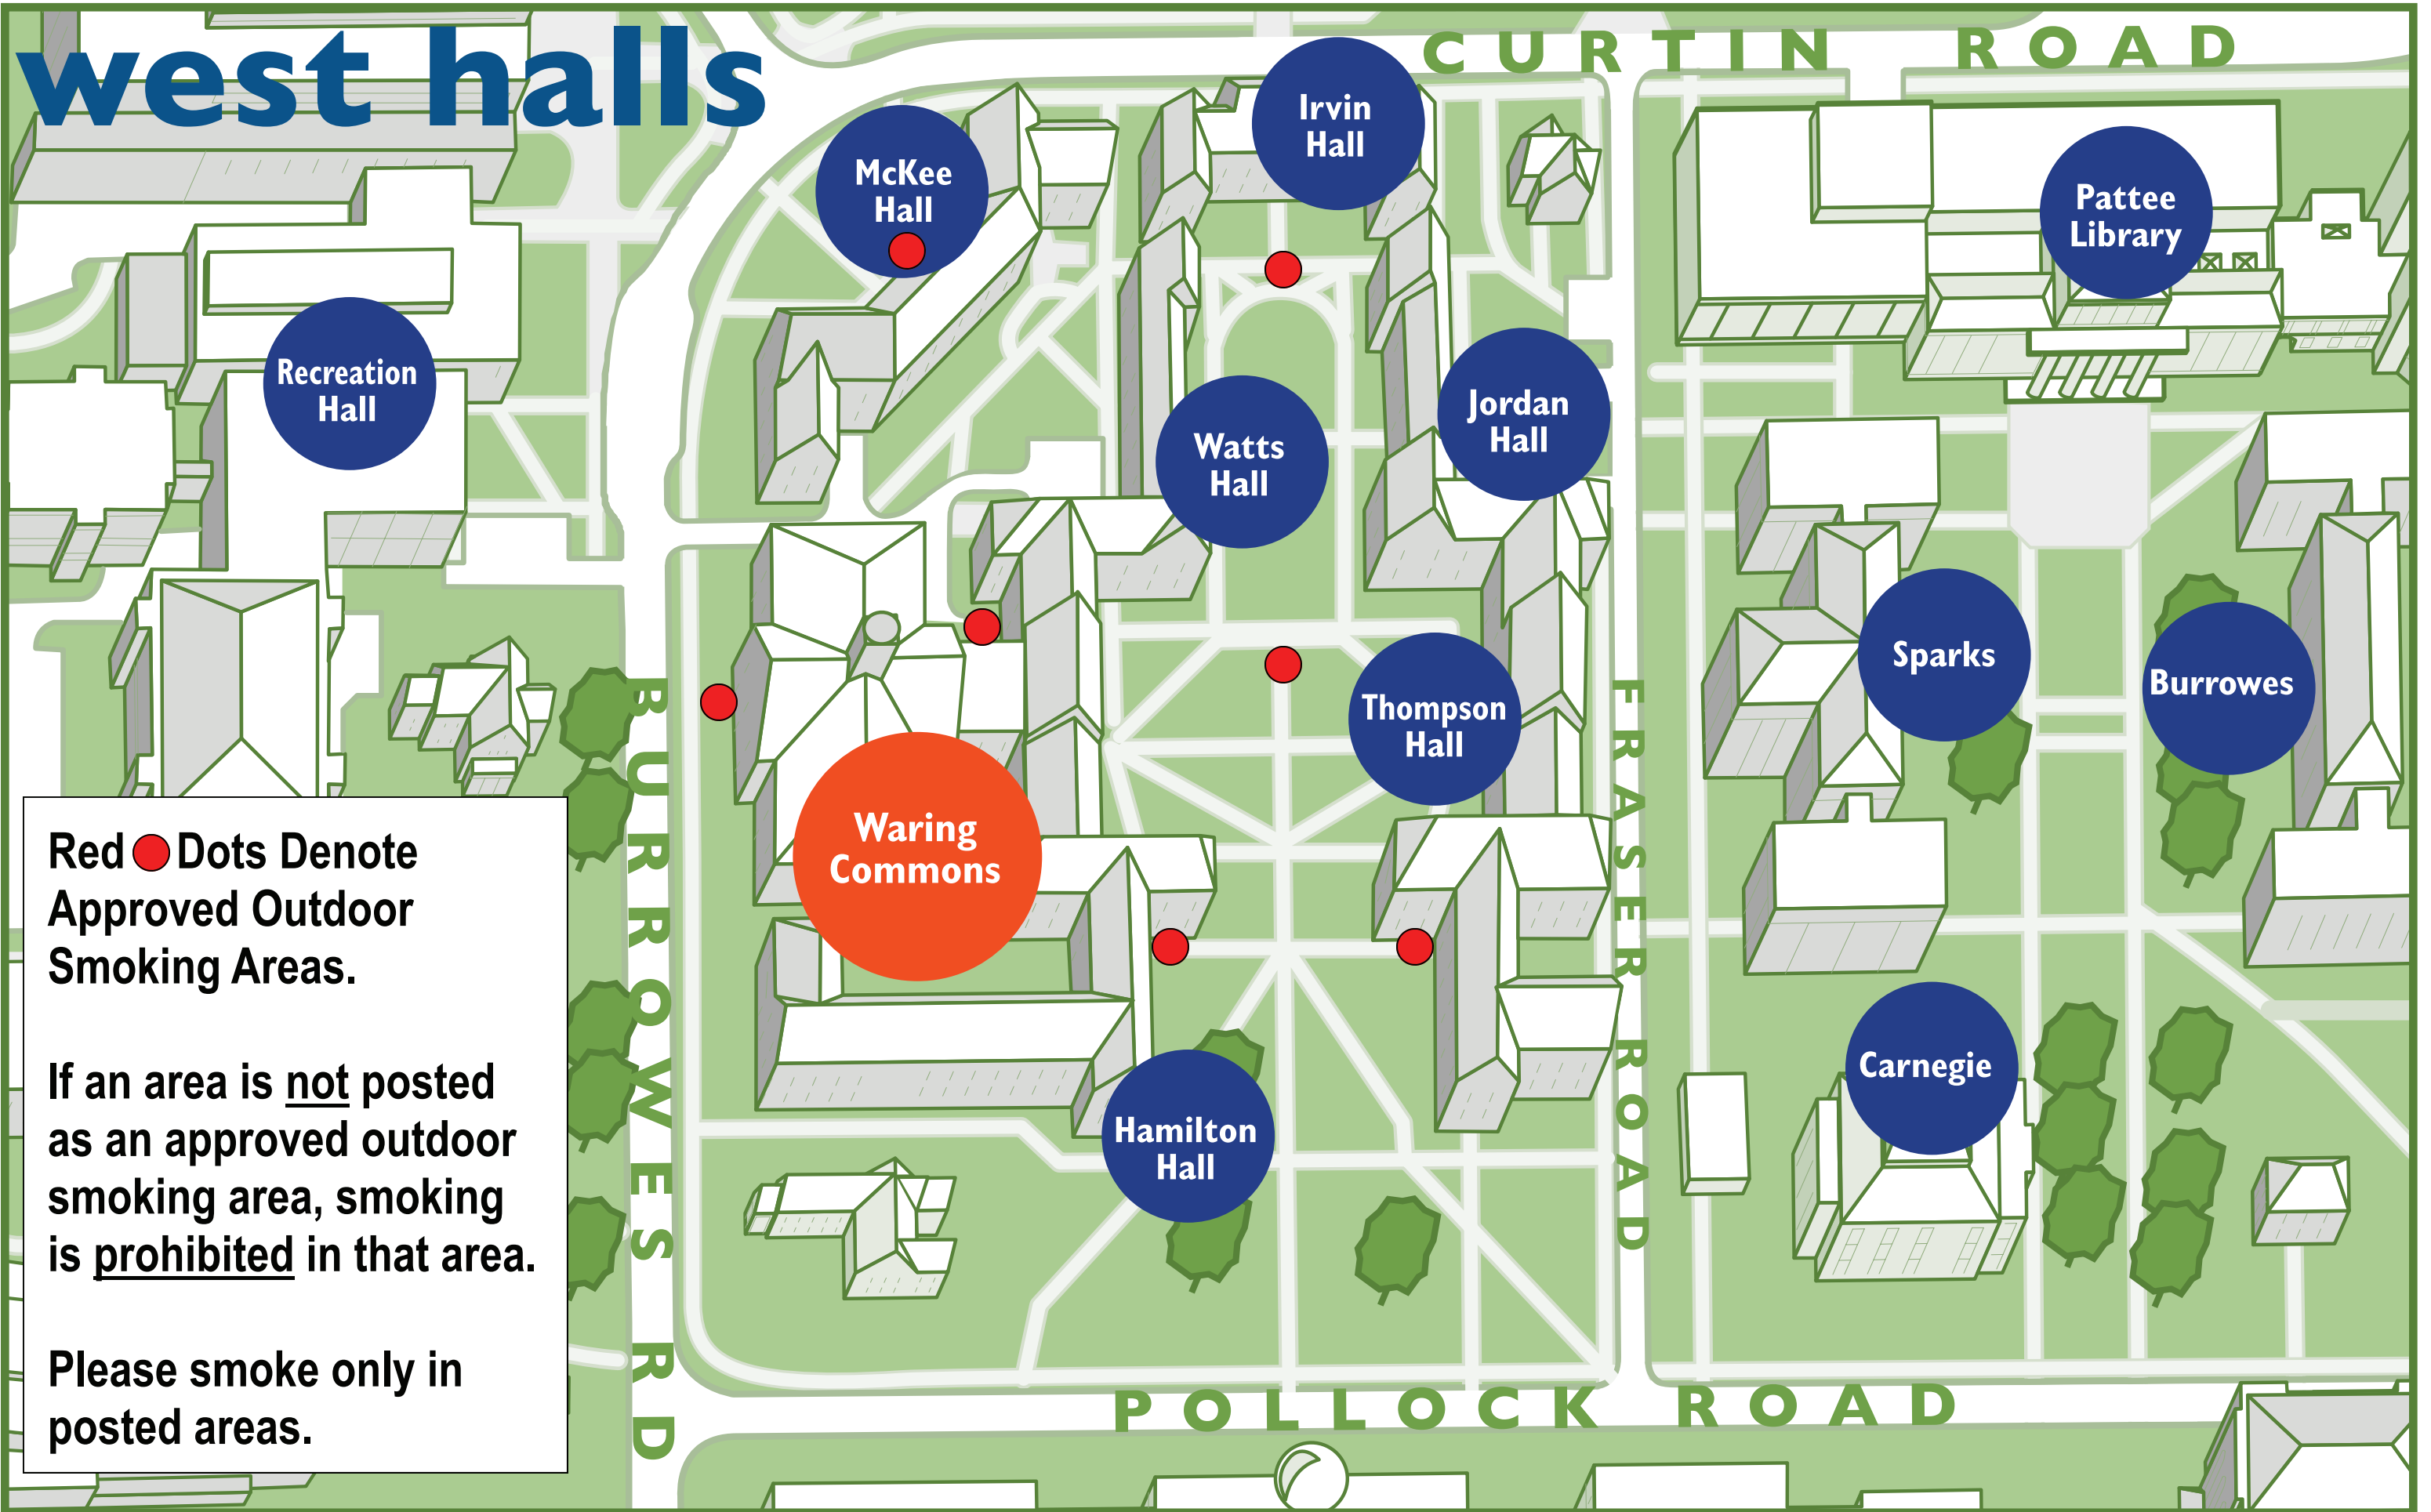 west halls
CURTIN ROAD
Irvin
Hall
McKee
Hall
Pattee
Library
Recreation
Hall
Jordan
Hall
Watts
Hall
Sparks
Burrowes
Thompson
Hall
Waring
Commons
Carnegie
Hamilton
Hall
BURROWES RD
FRASER ROAD
POLLOCK ROAD
Red Dots Denote
Approved Outdoor
Smoking Areas.
If an area is not posted
as an approved outdoor
smoking area, smoking
is prohibited in that area.
Please smoke only in
posted areas.